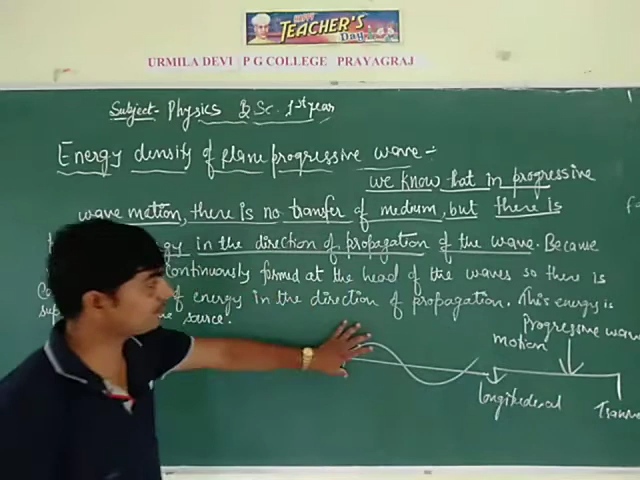 HAPPY
TEACHER'S
Day
URMILA DEVI P G COLLEGE PRAYAGRAJ
Subject- Physics B.Sc. 1st year
Energy density of plane progressive wave :-
we know that in progressive
wave motion, there is no transfer of medium, but there is
in the direction of propagation of the wave. Because
continuously formed at the head of the waves so there is
of energy in the direction of propagation. This energy is
source.
Progressive wave
motion